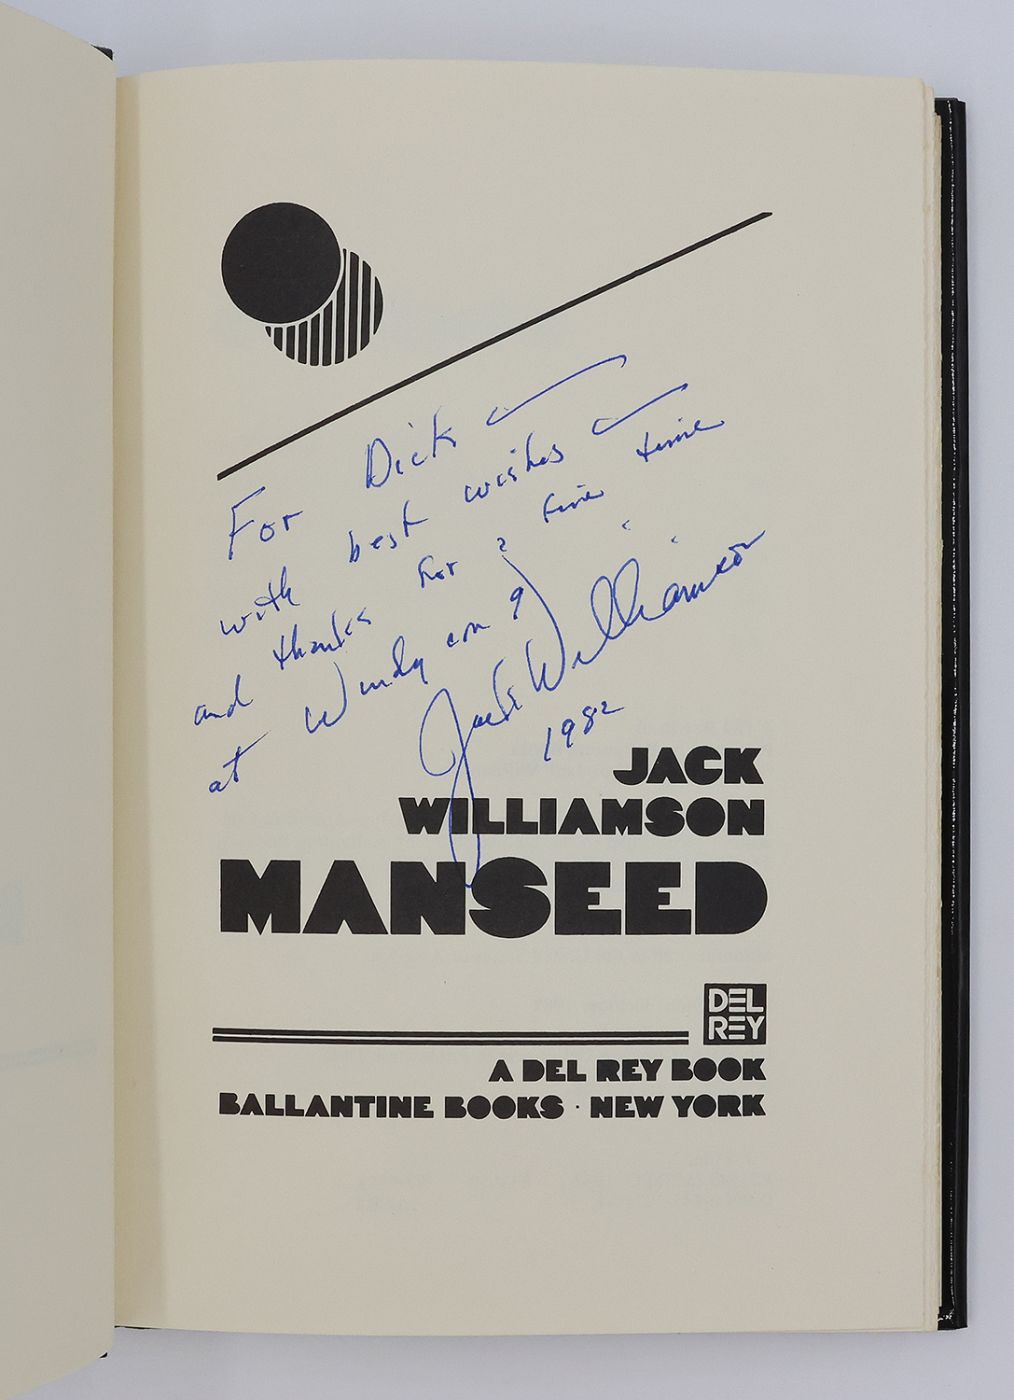 For Dick —
with best wishes —
and thanks for a fine time
at Windy con 9
Jack Williamson
1982
JACK
WILLIAMSON
MANSEED
DEL
REY
A DEL REY BOOK
BALLANTINE BOOKS · NEW YORK